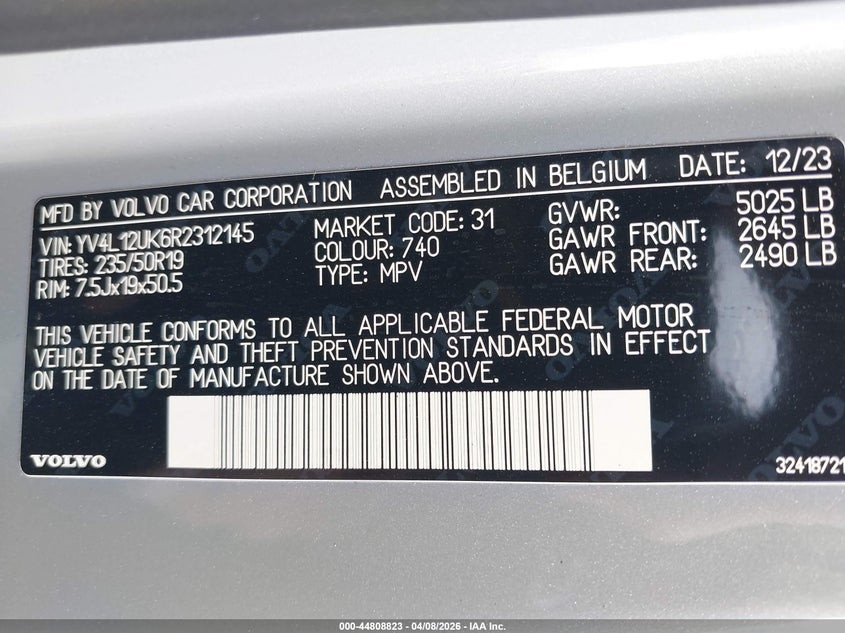 MFD BY VOLVO CAR CORPORATION ASSEMBLED IN BELGIUM DATE: 12/23
VIN: YV4L12UK6R2312145 MARKET CODE: 31 GVWR: 5025 LB
TIRES: 235/50R19 COLOUR: 740 GAWR FRONT: 2645 LB
RIM: 7.5Jx19x50.5 TYPE: MPV GAWR REAR: 2490 LB
THIS VEHICLE CONFORMS TO ALL APPLICABLE FEDERAL MOTOR
VEHICLE SAFETY AND THEFT PREVENTION STANDARDS IN EFFECT
ON THE DATE OF MANUFACTURE SHOWN ABOVE.
VOLVO 32418721
000-44808823 - 04/08/2026 - IAA Inc.